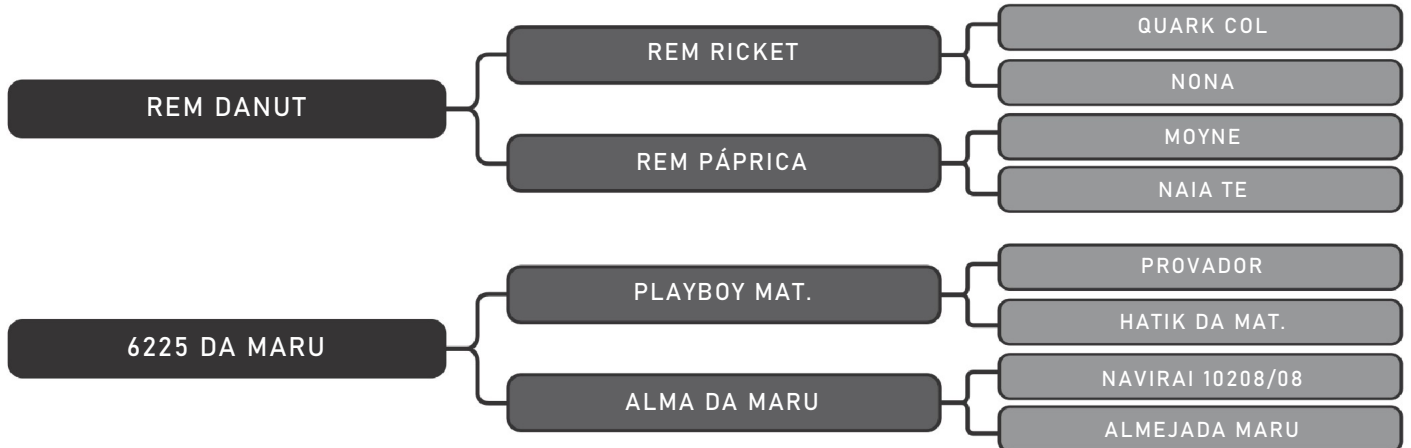 REM DANUT
REM RICKET
QUARK COL
NONA
REM PÁPRICA
MOYNE
NAIA TE
6225 DA MARU
PLAYBOY MAT.
PROVADOR
HATIK DA MAT.
ALMA DA MARU
NAVIRAI 10208/08
ALMEJADA MARU